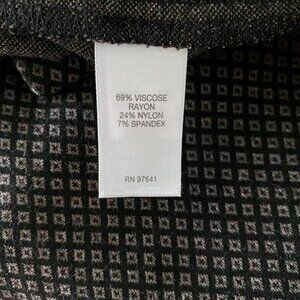 69% VISCOSE
RAYON
24% NYLON
7% SPANDEX
RN 97641